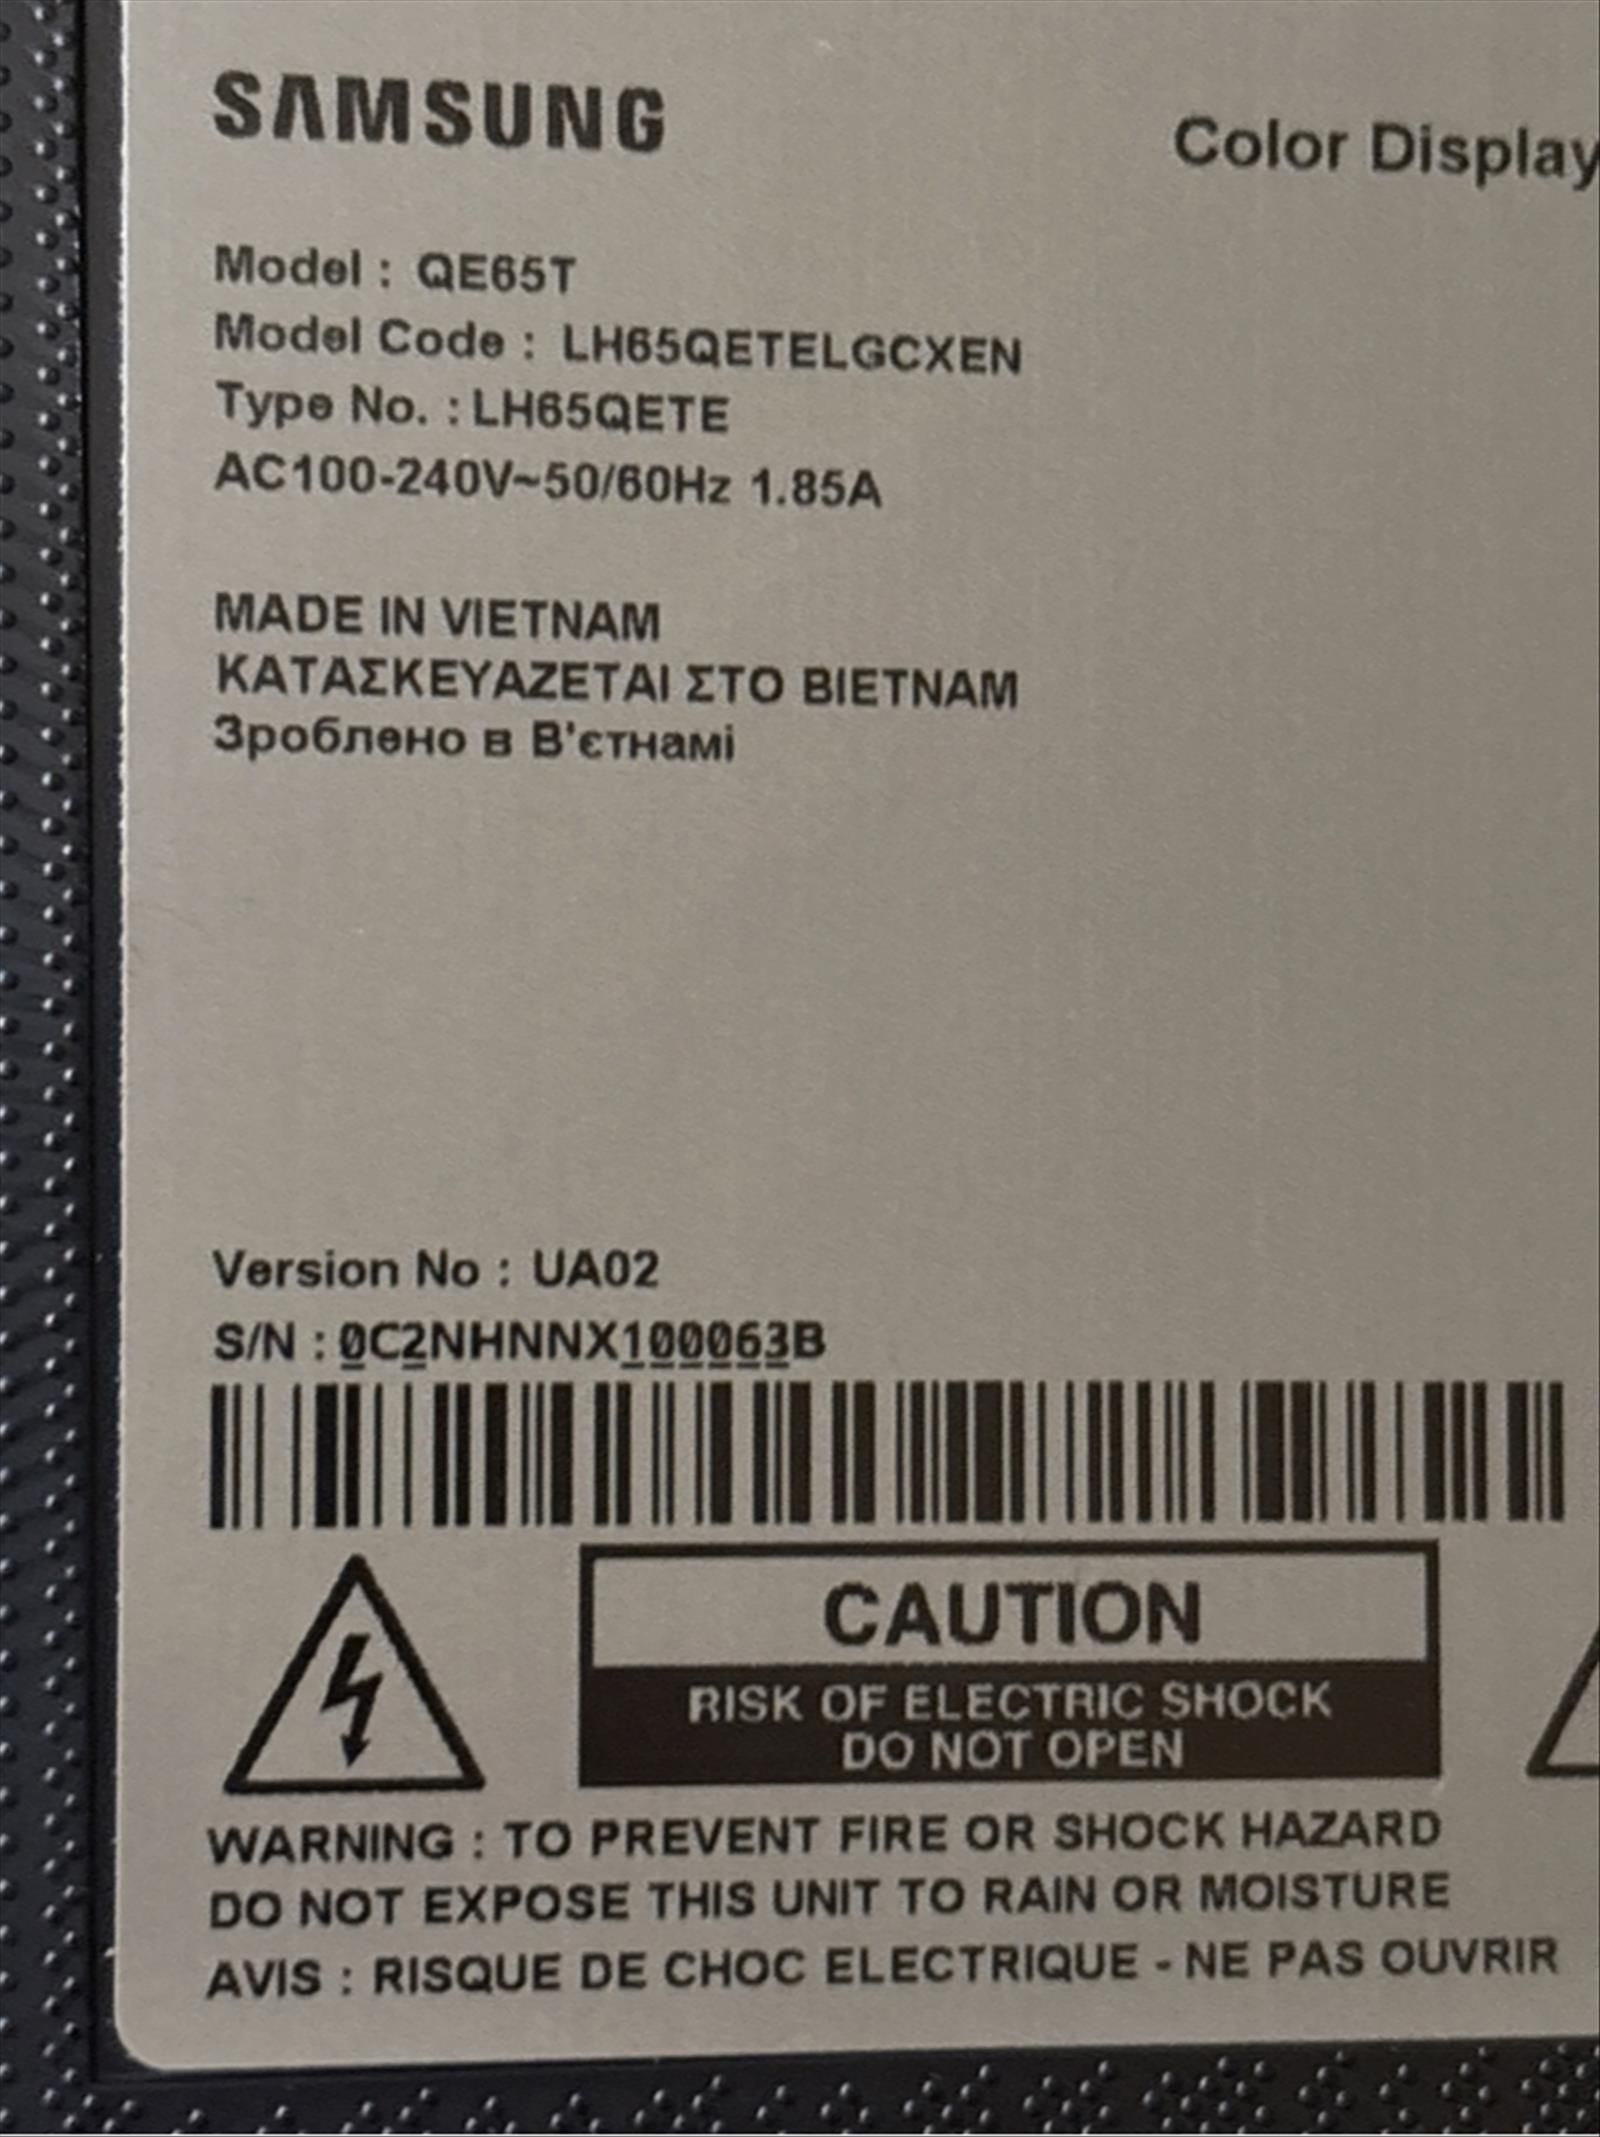 SAMSUNG
Color Display
Model : QE65T
Model Code : LH65QETELGCXEN
Type No. : LH65QETE
AC100-240V~50/60Hz 1.85A
MADE IN VIETNAM
ΚΑΤΑΣΚΕΥΑΖΕΤΑΙ ΣΤΟ ΒΙΕΤΝΑΜ
Зроблено в В'єтнамі
Version No : UA02
S/N : 0C2NHNNX100063B
CAUTION
RISK OF ELECTRIC SHOCK
DO NOT OPEN
WARNING : TO PREVENT FIRE OR SHOCK HAZARD
DO NOT EXPOSE THIS UNIT TO RAIN OR MOISTURE
AVIS : RISQUE DE CHOC ELECTRIQUE - NE PAS OUVRIR